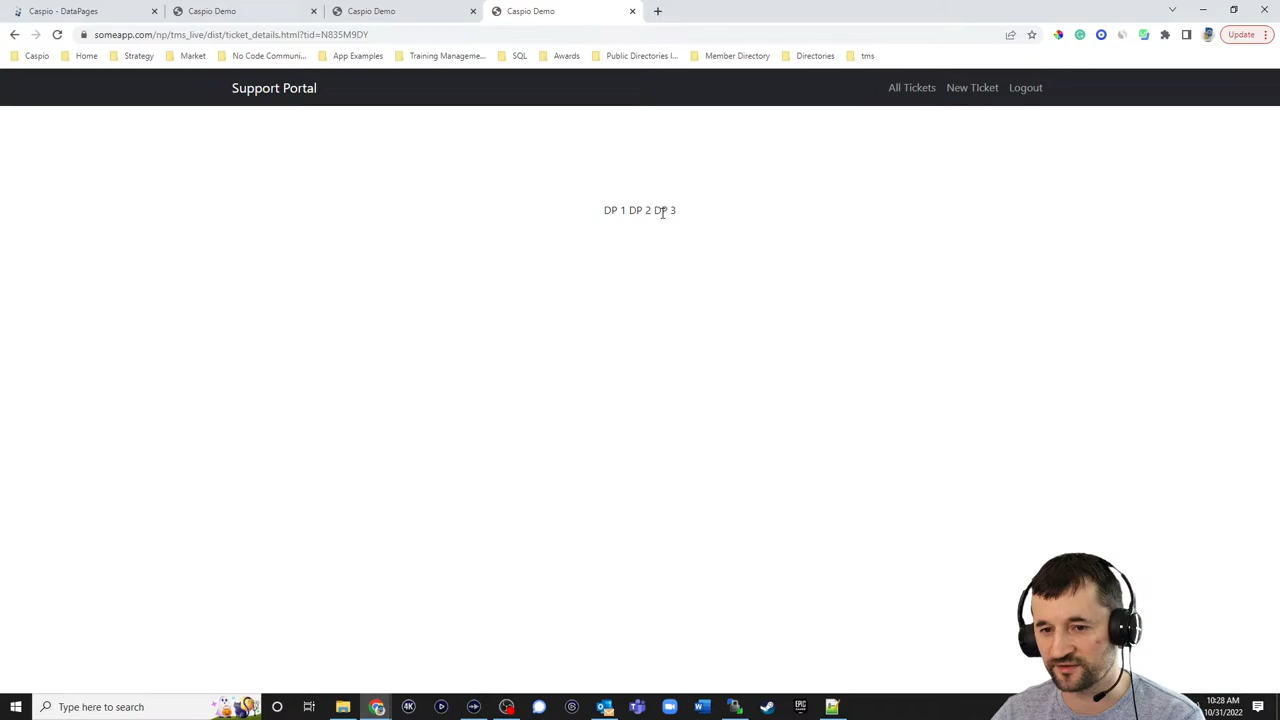 Caspio - DataPages
Caspio Demo
Caspio Demo
Caspio Demo
someapp.com/np/tms_live/dist/ticket_details.html?tid=N835M9DY
Update
Caspio
Home
Strategy
Market
No Code Communi...
App Examples
Training Manageme...
SQL
Awards
Public Directories I...
Member Directory
Directories
tms
Support Portal
All Tickets
New TIcket
Logout
DP 1 DP 2 DP 3
Type here to search
4K
EPIC
10:28 AM
10/31/2022